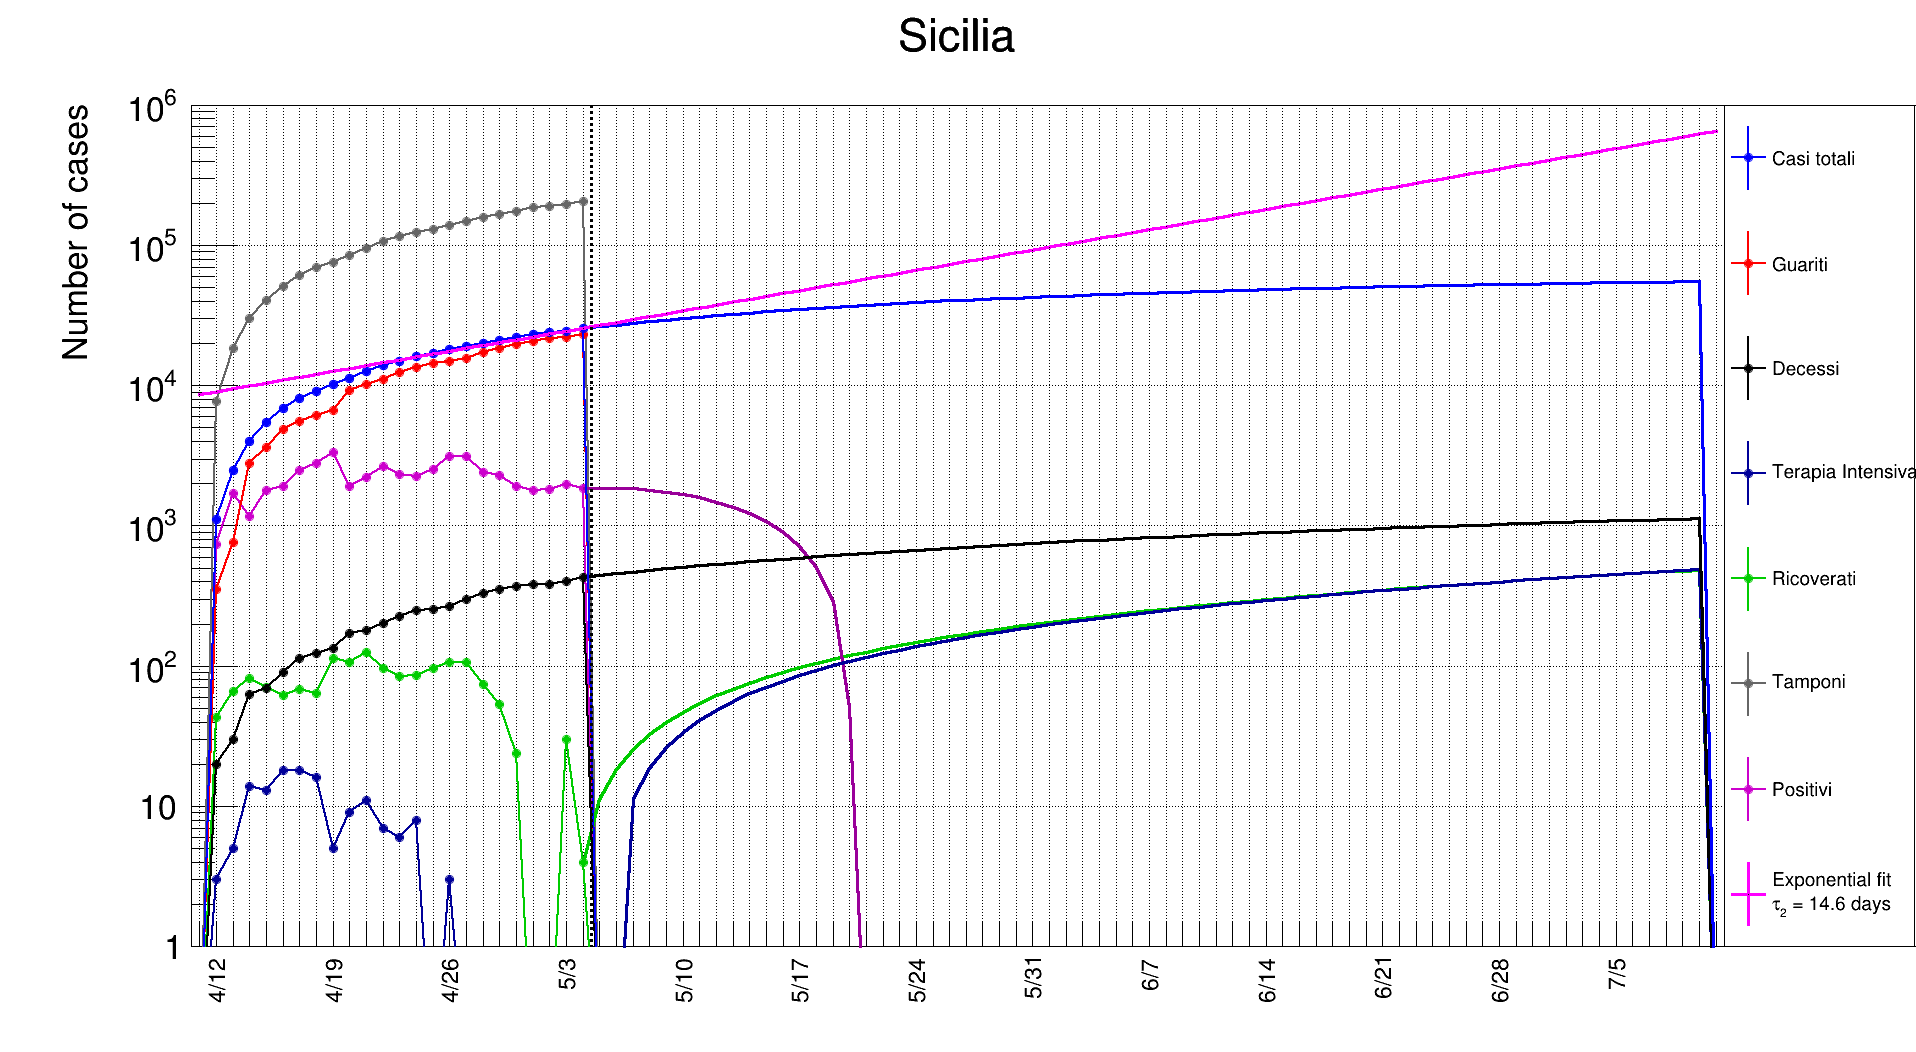 Sicilia
Number of cases
10^6
10^5
10^4
10^3
10^2
10
1
4/12
4/19
4/26
5/3
5/10
5/17
5/24
5/31
6/7
6/14
6/21
6/28
7/5
Casi totali
Guariti
Decessi
Terapia Intensiva
Ricoverati
Tamponi
Positivi
Exponential fit
τ_2 = 14.6 days